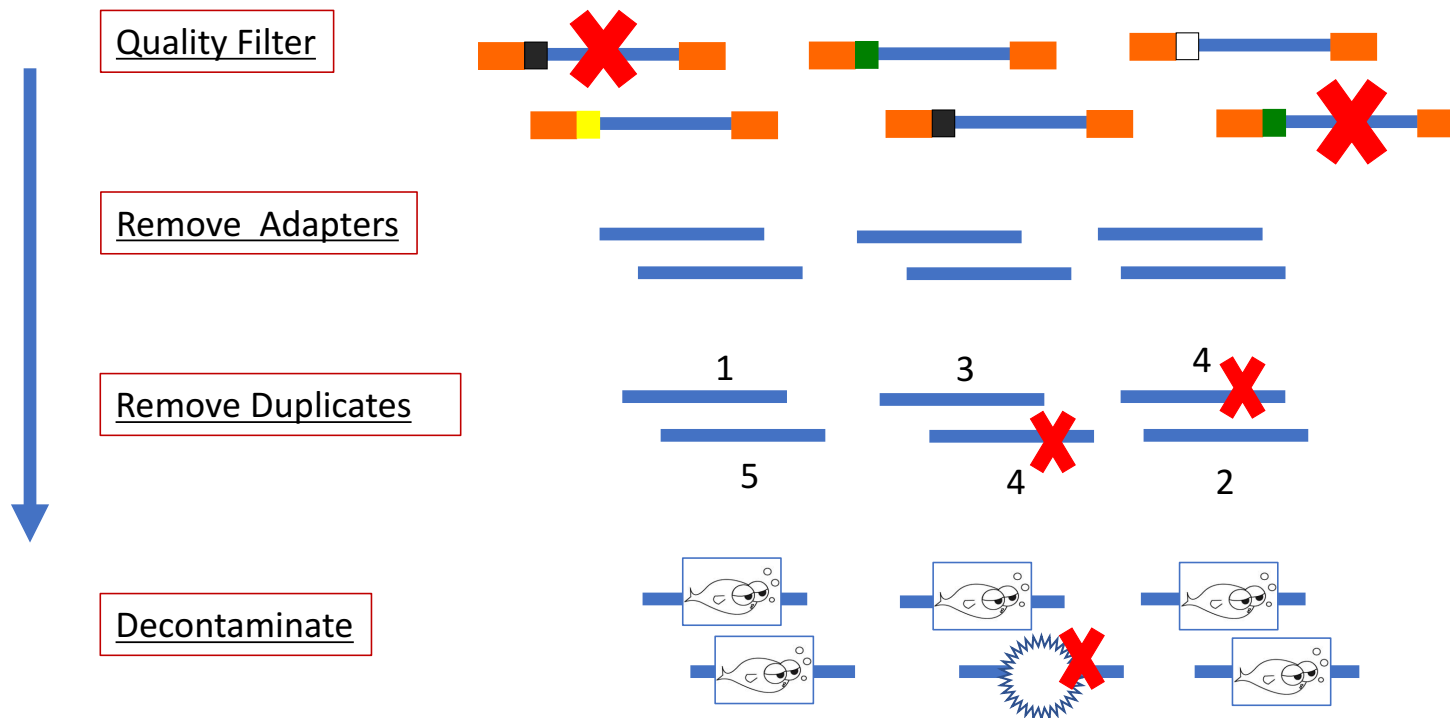 Quality Filter
Remove  Adapters
1 3 4
Remove Duplicates
5 4 2
Decontaminate